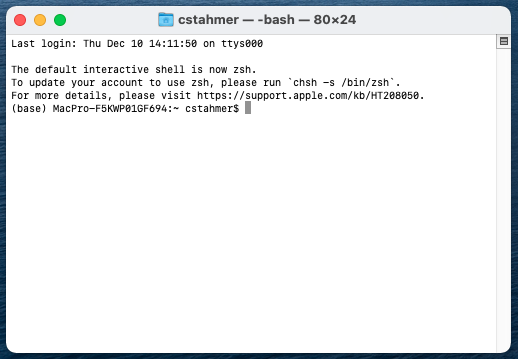 cstahmer — -bash — 80×24
Last login: Thu Dec 10 14:11:50 on ttys000

The default interactive shell is now zsh.
To update your account to use zsh, please run `chsh -s /bin/zsh`.
For more details, please visit https://support.apple.com/kb/HT208050.
(base) MacPro-F5KWP01GF694:~ cstahmer$